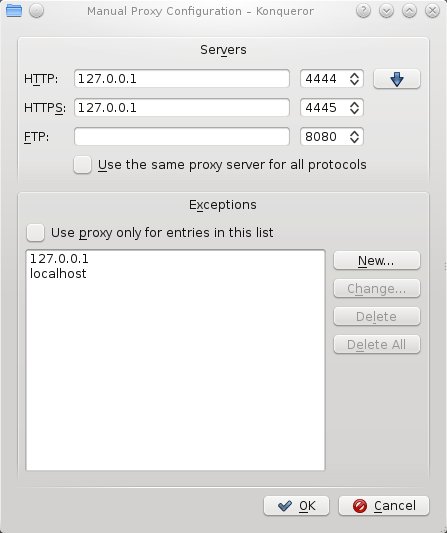 Manual Proxy Configuration – Konqueror
Servers
HTTP: 127.0.0.1 4444
HTTPS: 127.0.0.1 4445
FTP: 8080
Use the same proxy server for all protocols
Exceptions
Use proxy only for entries in this list
127.0.0.1
localhost
New...
Change...
Delete
Delete All
OK Cancel